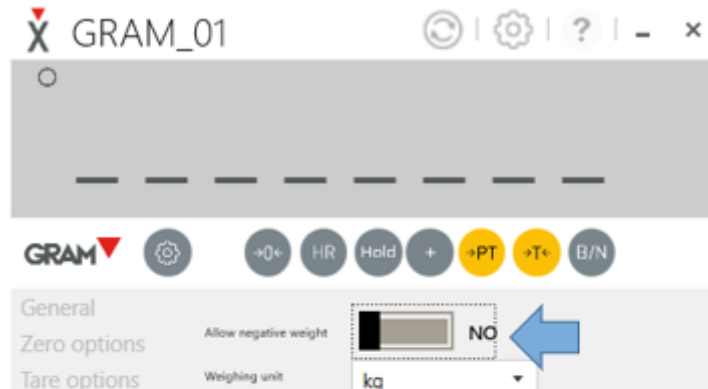 GRAM_01 ?
GRAM →0← HR Hold + →PT →T← B/N
General
Allow negative weight NO
Zero options
Tare options Weighing unit kg